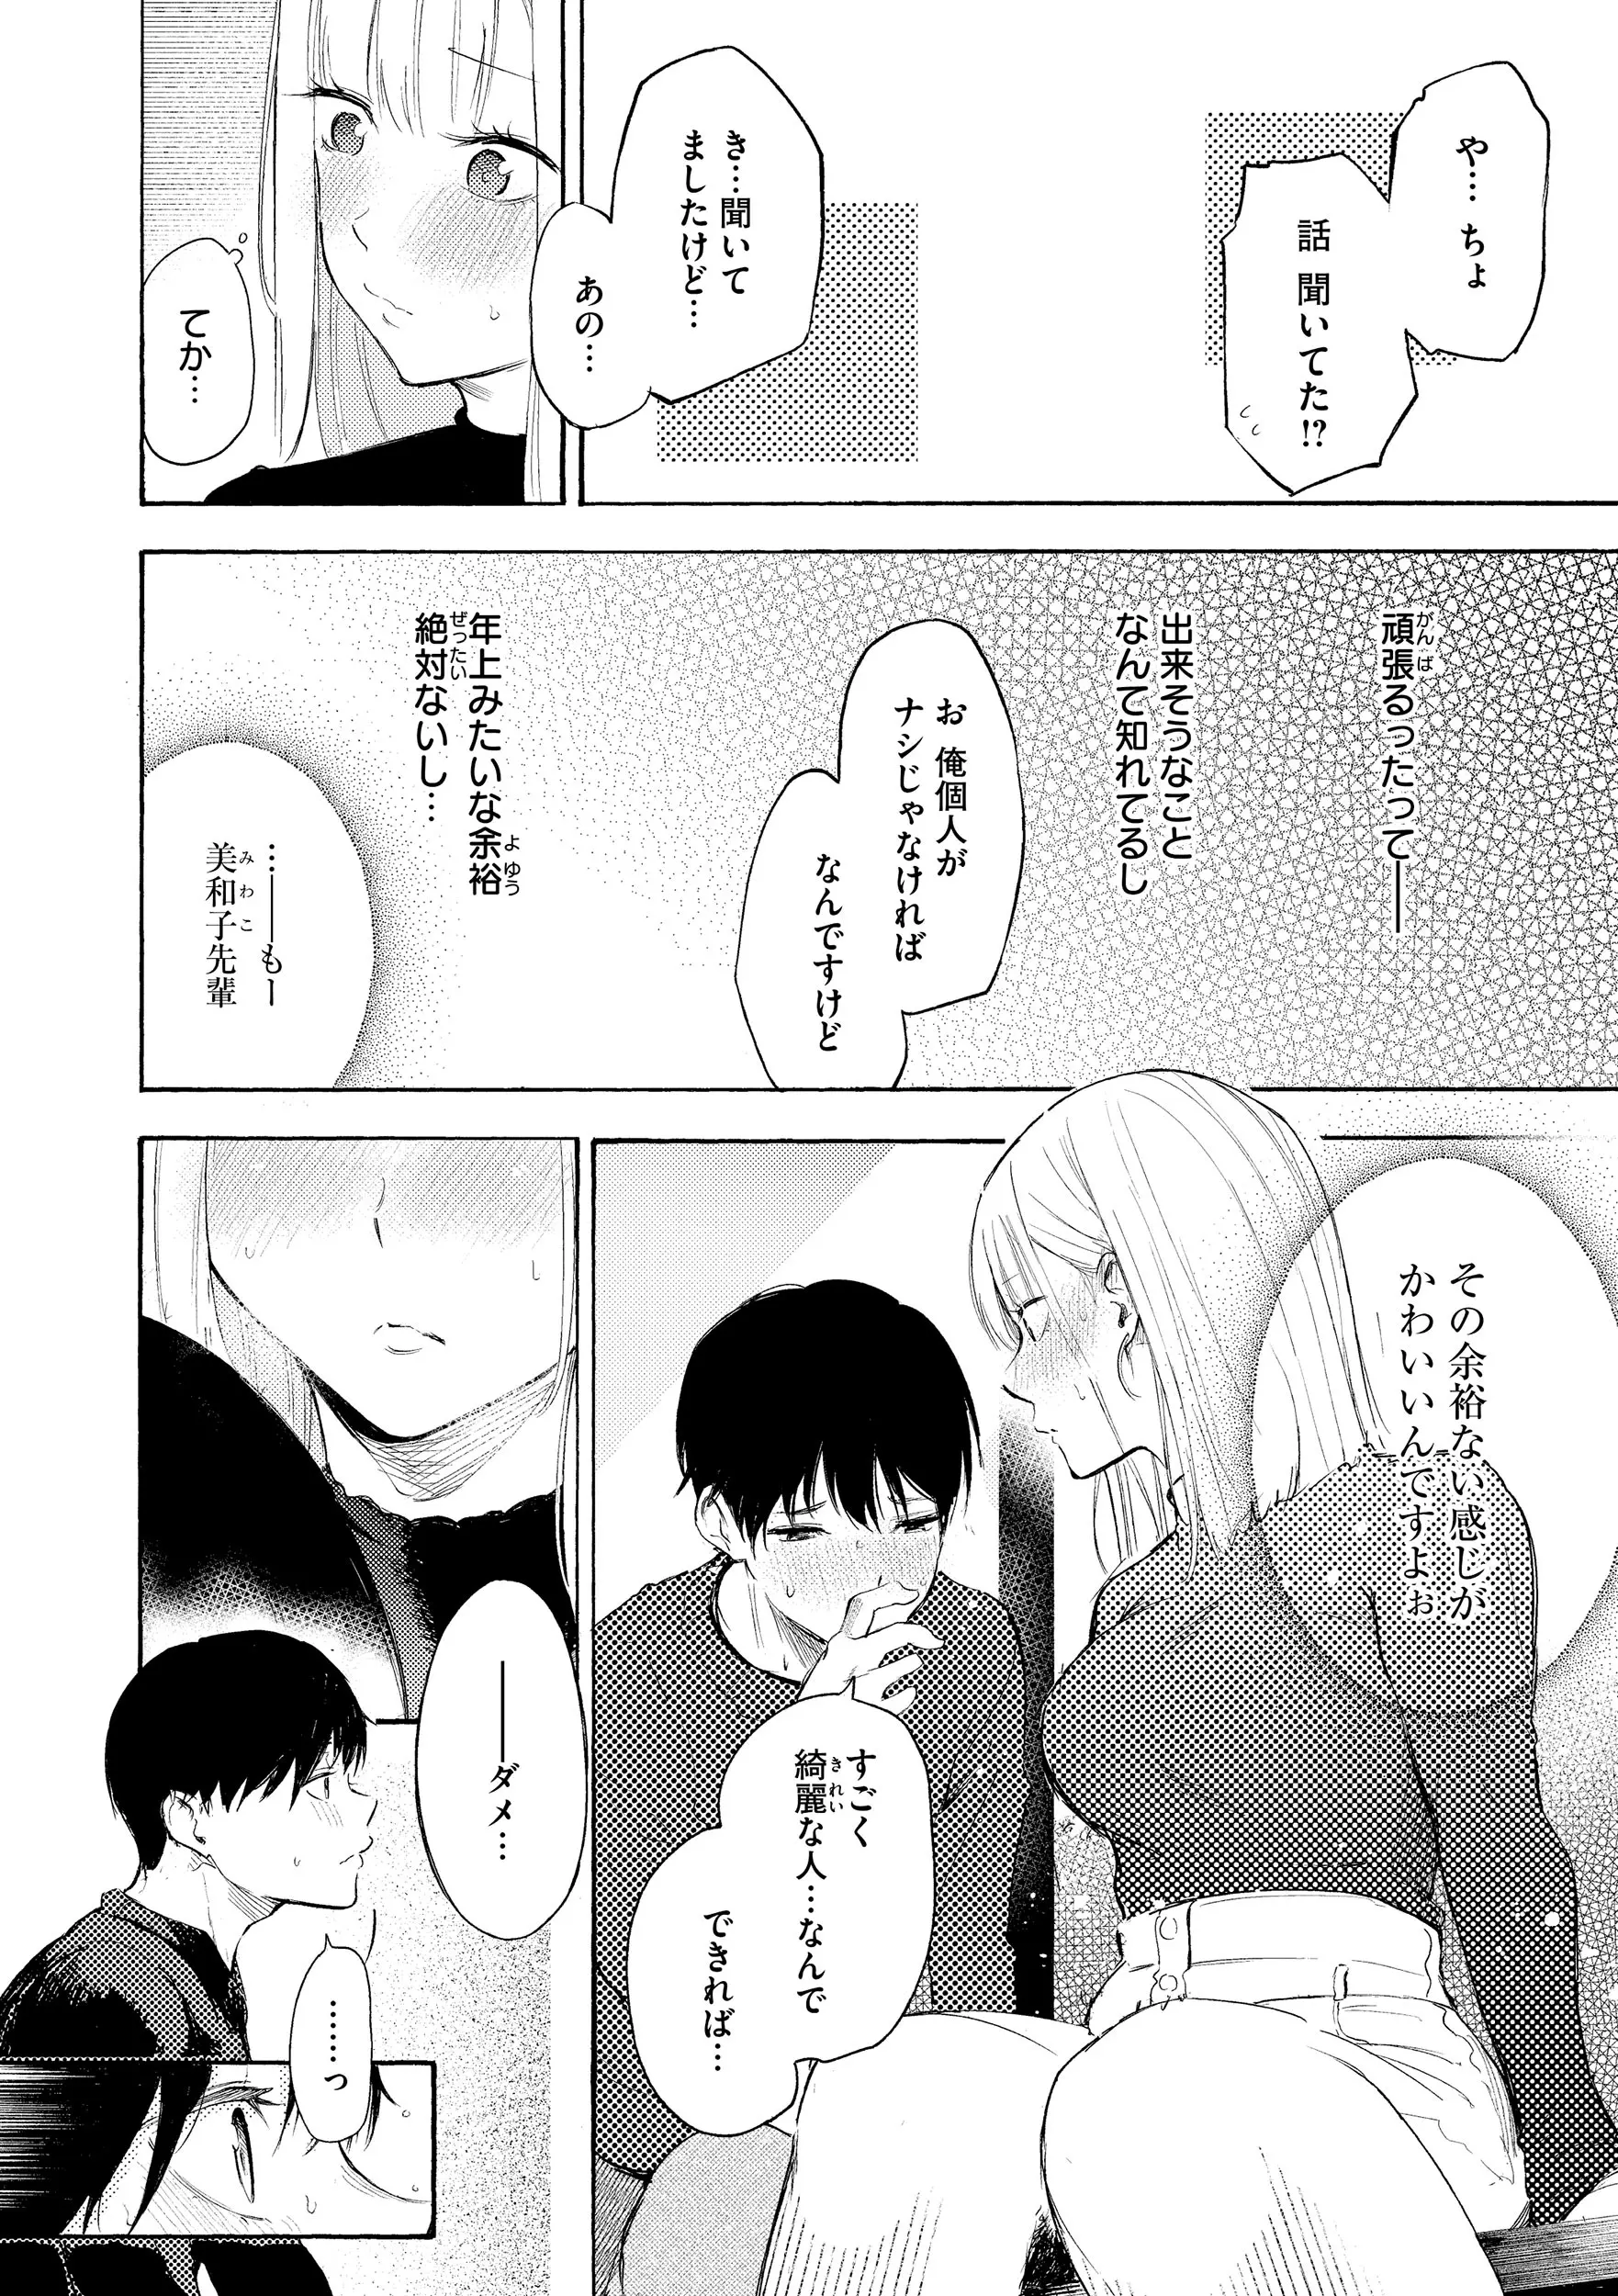 や… ちょ
話 聞いてた!?
き…聞いて
ましたけど…
あの…
てか…
頑張るったって――
出来そうなこと
なんて知れてるし
お 俺個人が
ナシじゃなければ
なんですけど
年上みたいな余裕
絶対ないし…
…――もー
美和子先輩
その余裕ない感じが
かわいいんですよぉ
すごく
綺麗な人…なんで
できれば…
――ダメ…
……っ